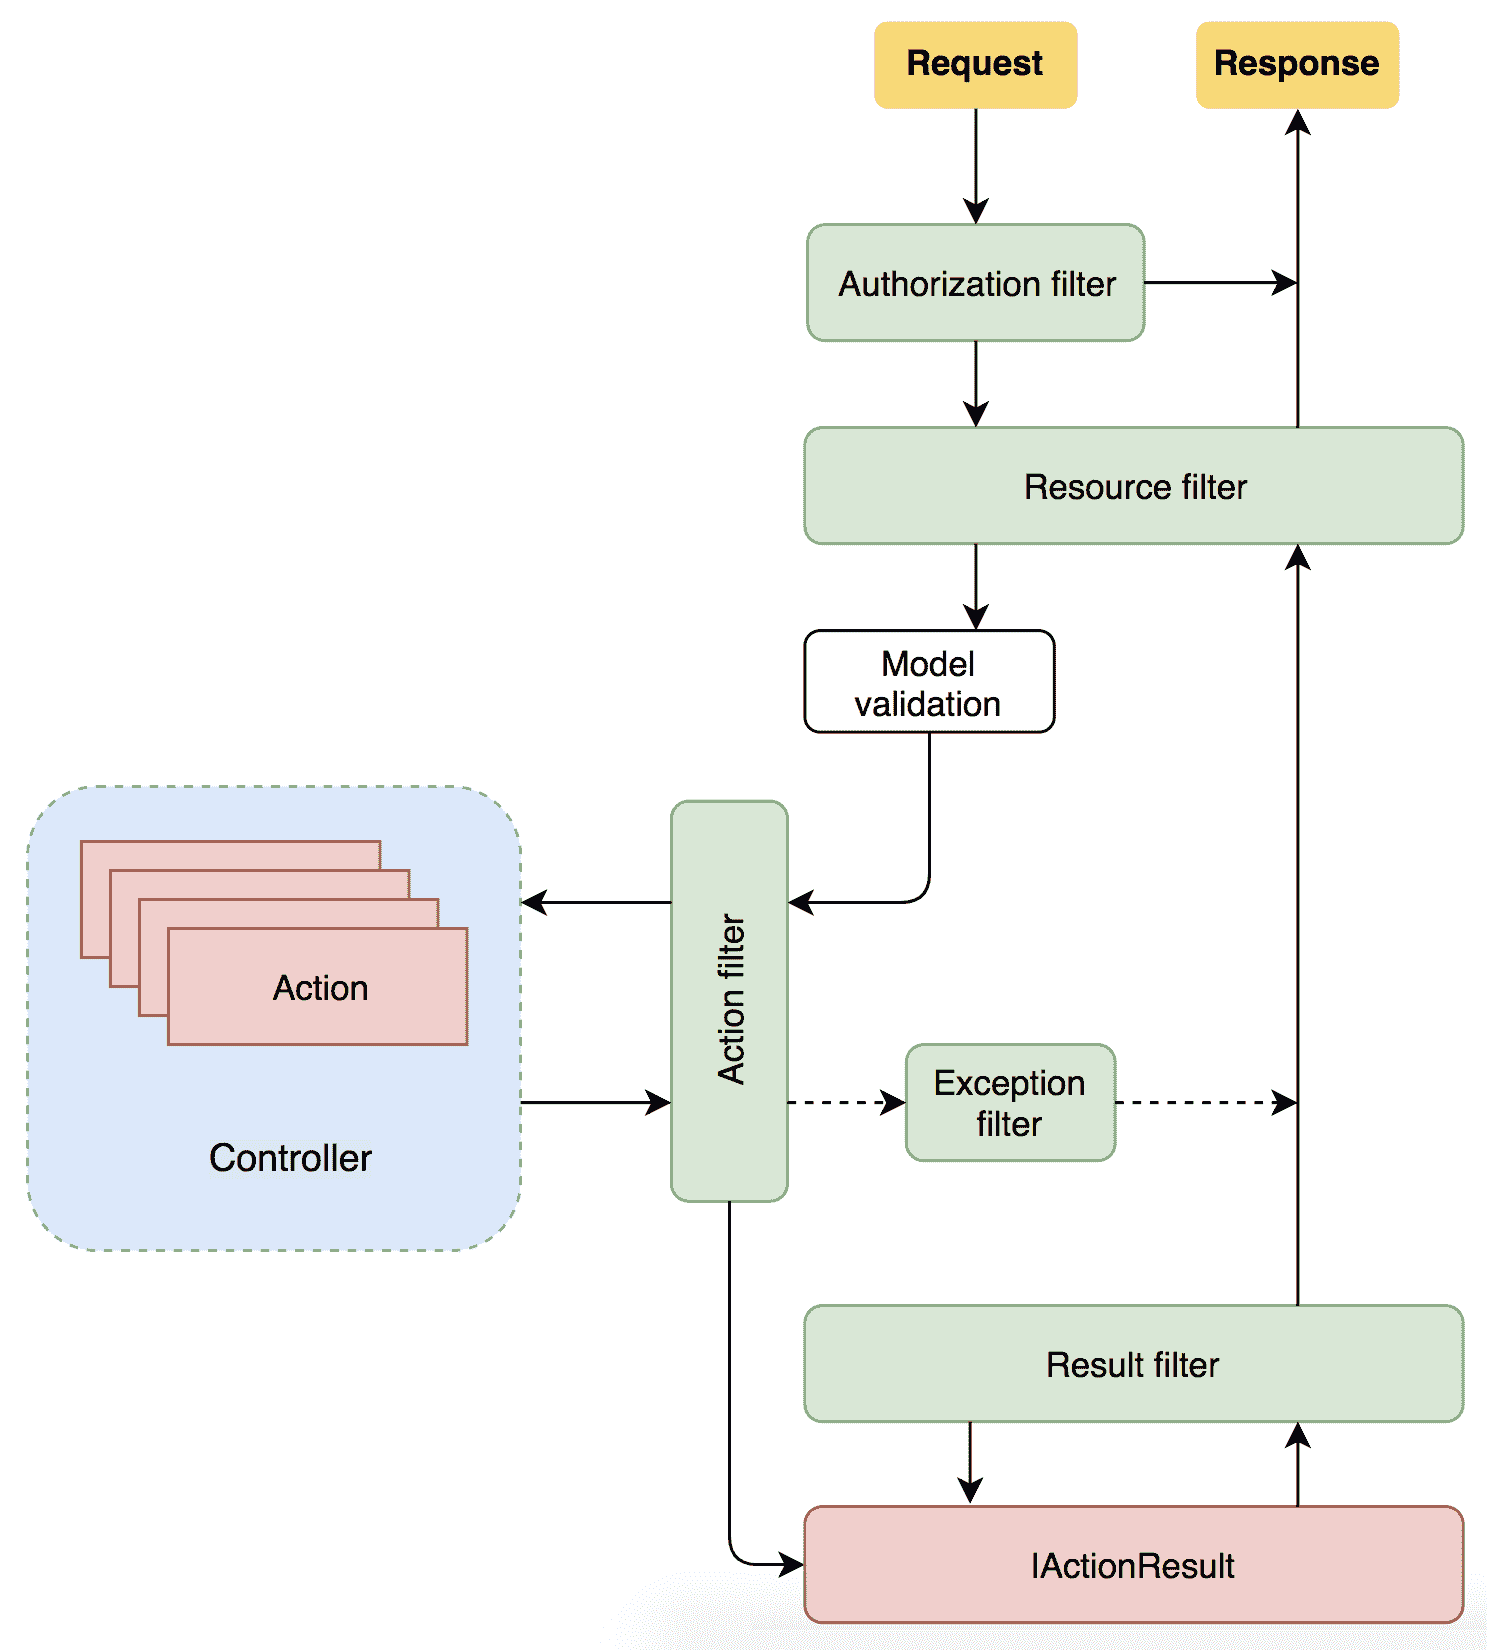 Request
Response
Authorization filter
Resource filter
Model
validation
Action filter
Action
Controller
Exception
filter
Result filter
IActionResult